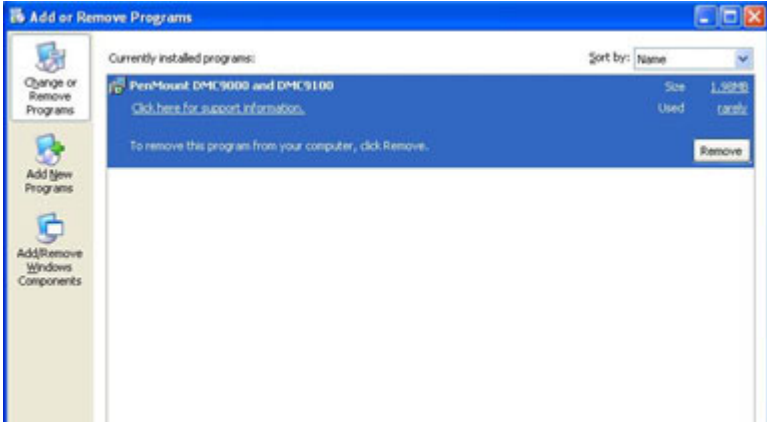 Add or Remove Programs
Change or
Remove
Programs
Add New
Programs
Add/Remove
Windows
Components
Currently installed programs:
Sort by: Name
PenMount DMC9000 and DMC9100
Size 1.98MB
Click here for support information.
Used rarely
To remove this program from your computer, click Remove.
Remove